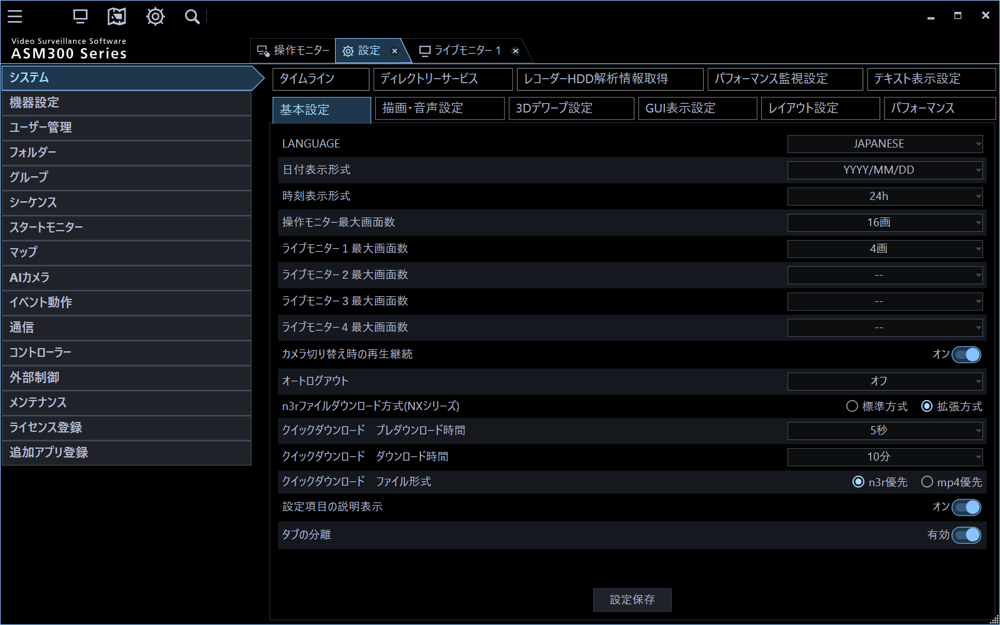 Video Surveillance Software
ASM300 Series
操作モニター
設定
ライブモニター 1
システム
機器設定
ユーザー管理
フォルダー
グループ
シーケンス
スタートモニター
マップ
AIカメラ
イベント動作
通信
コントローラー
外部制御
メンテナンス
ライセンス登録
追加アプリ登録
タイムライン
ディレクトリーサービス
レコーダーHDD解析情報取得
パフォーマンス監視設定
テキスト表示設定
基本設定
描画・音声設定
3Dデワープ設定
GUI表示設定
レイアウト設定
パフォーマンス
LANGUAGE JAPANESE
日付表示形式 YYYY/MM/DD
時刻表示形式 24h
操作モニター最大画面数 16画
ライブモニター 1 最大画面数 4画
ライブモニター 2 最大画面数 --
ライブモニター 3 最大画面数 --
ライブモニター 4 最大画面数 --
カメラ切り替え時の再生継続 オン
オートログアウト オフ
n3rファイルダウンロード方式(NXシリーズ) 標準方式 拡張方式
クイックダウンロード　プレダウンロード時間 5秒
クイックダウンロード　ダウンロード時間 10分
クイックダウンロード　ファイル形式 n3r優先 mp4優先
設定項目の説明表示 オン
タブの分離 有効
設定保存